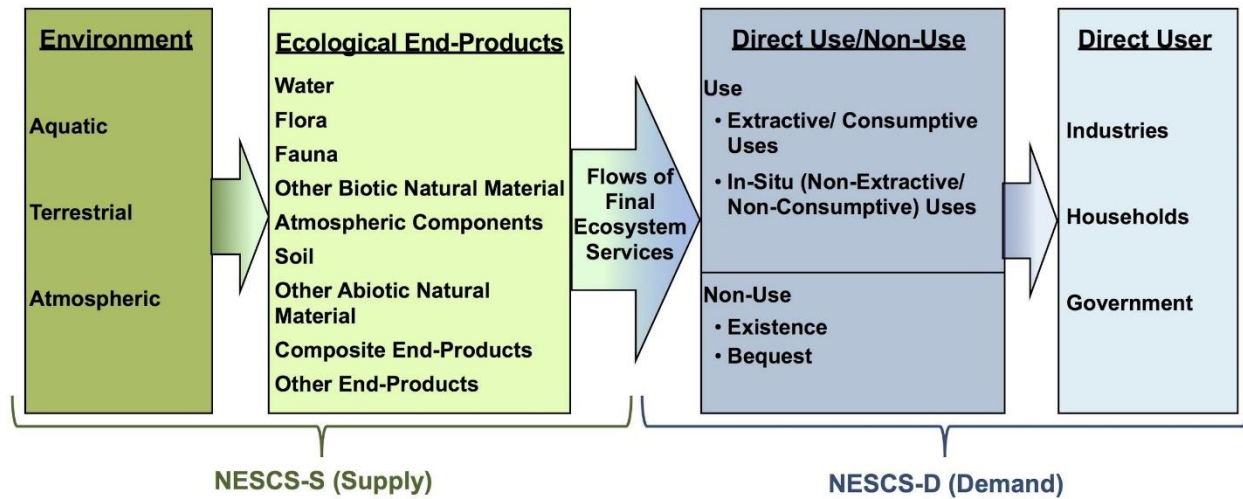 Environment
Aquatic
Terrestrial
Atmospheric
Ecological End-Products
Water
Flora
Fauna
Other Biotic Natural Material
Atmospheric Components
Soil
Other Abiotic Natural
Material
Composite End-Products
Other End-Products
Flows of
Final
Ecosystem
Services
Direct Use/Non-Use
Use
• Extractive/ Consumptive
Uses
• In-Situ (Non-Extractive/
Non-Consumptive) Uses
Non-Use
• Existence
• Bequest
Direct User
Industries
Households
Government
NESCS-S (Supply)
NESCS-D (Demand)